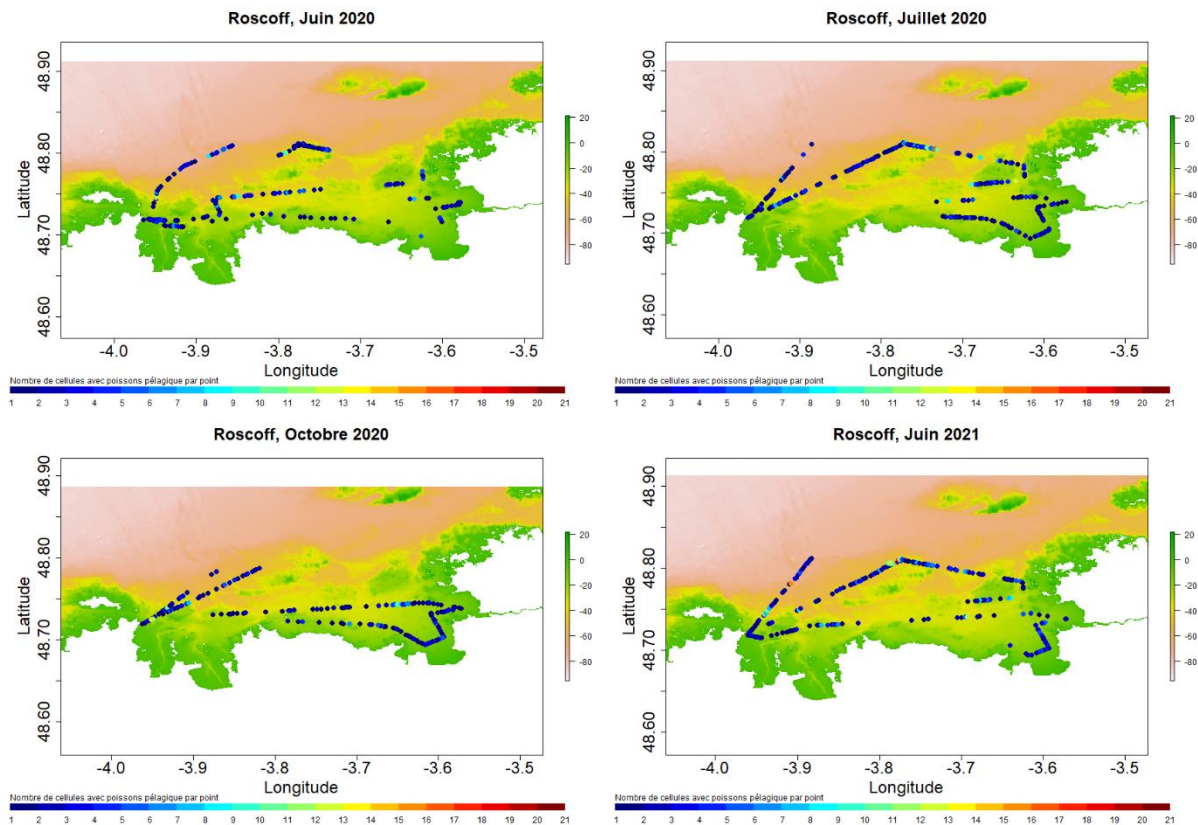 Roscoff, Juin 2020
48.90
48.80
48.70
48.60
Latitude
20
0
-20
-40
-60
-80
-4.0 -3.9 -3.8 -3.7 -3.6 -3.5
Longitude
Nombre de cellules avec poissons pélagique par point
1 2 3 4 5 6 7 8 9 10 11 12 13 14 15 16 17 18 19 20 21
Roscoff, Juillet 2020
48.90
48.80
48.70
48.60
Latitude
20
0
-20
-40
-60
-80
-4.0 -3.9 -3.8 -3.7 -3.6 -3.5
Longitude
Nombre de cellules avec poissons pélagique par point
1 2 3 4 5 6 7 8 9 10 11 12 13 14 15 16 17 18 19 20 21
Roscoff, Octobre 2020
48.90
48.80
48.70
48.60
Latitude
20
0
-20
-40
-60
-80
-4.0 -3.9 -3.8 -3.7 -3.6 -3.5
Longitude
Nombre de cellules avec poissons pélagique par point
1 2 3 4 5 6 7 8 9 10 11 12 13 14 15 16 17 18 19 20 21
Roscoff, Juin 2021
48.90
48.80
48.70
48.60
Latitude
20
0
-20
-40
-60
-80
-4.0 -3.9 -3.8 -3.7 -3.6 -3.5
Longitude
Nombre de cellules avec poissons pélagique par point
1 2 3 4 5 6 7 8 9 10 11 12 13 14 15 16 17 18 19 20 21